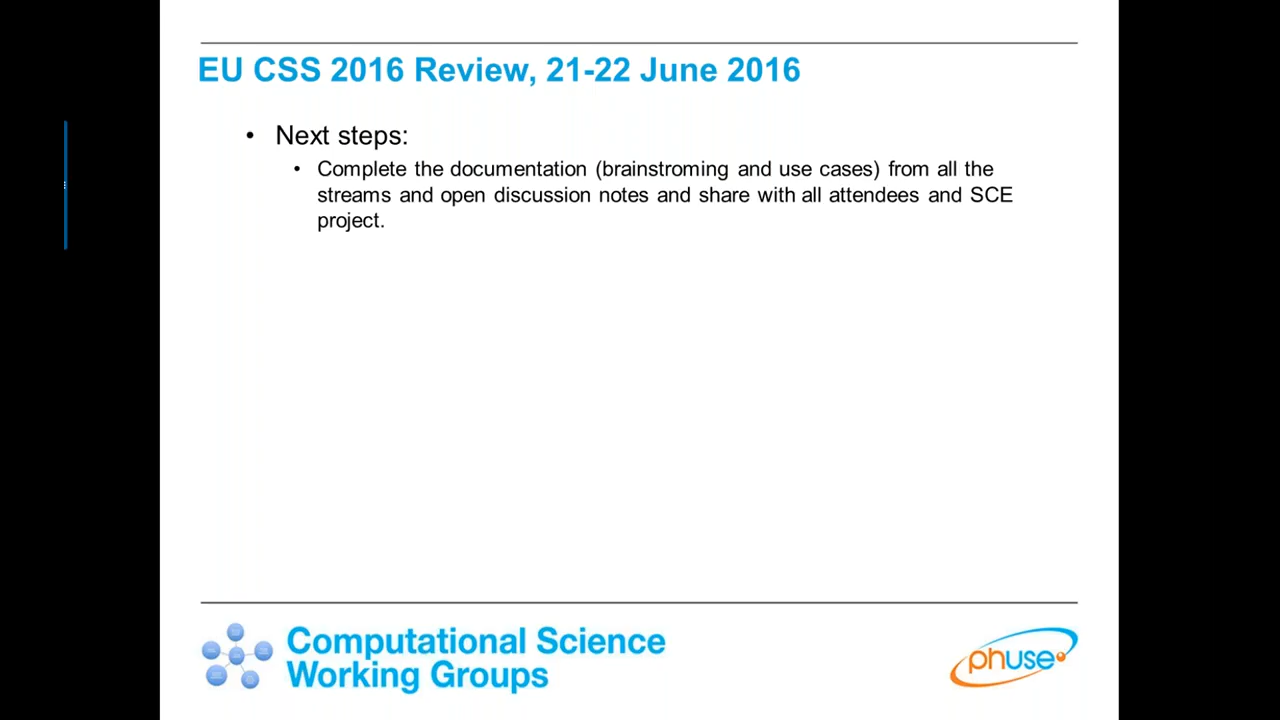 EU CSS 2016 Review, 21-22 June 2016
• Next steps:
• Complete the documentation (brainstroming and use cases) from all the
streams and open discussion notes and share with all attendees and SCE
project.
Computational Science
Working Groups
phuse